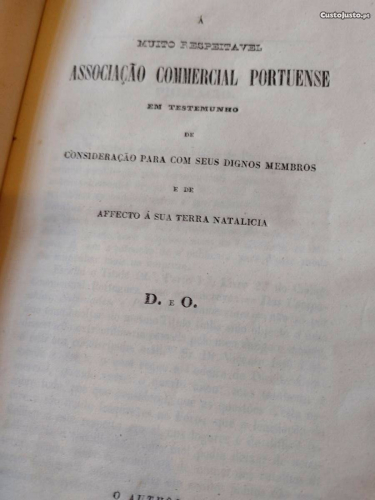 CustoJusto.pt
Á
MUITO RESPEITAVEL
ASSOCIAÇÃO COMMERCIAL PORTUENSE
EM TESTEMUNHO
DE
CONSIDERAÇÃO PARA COM SEUS DIGNOS MEMBROS
E DE
AFFECTO Á SUA TERRA NATALICIA
D. E O.
O AUTHOR